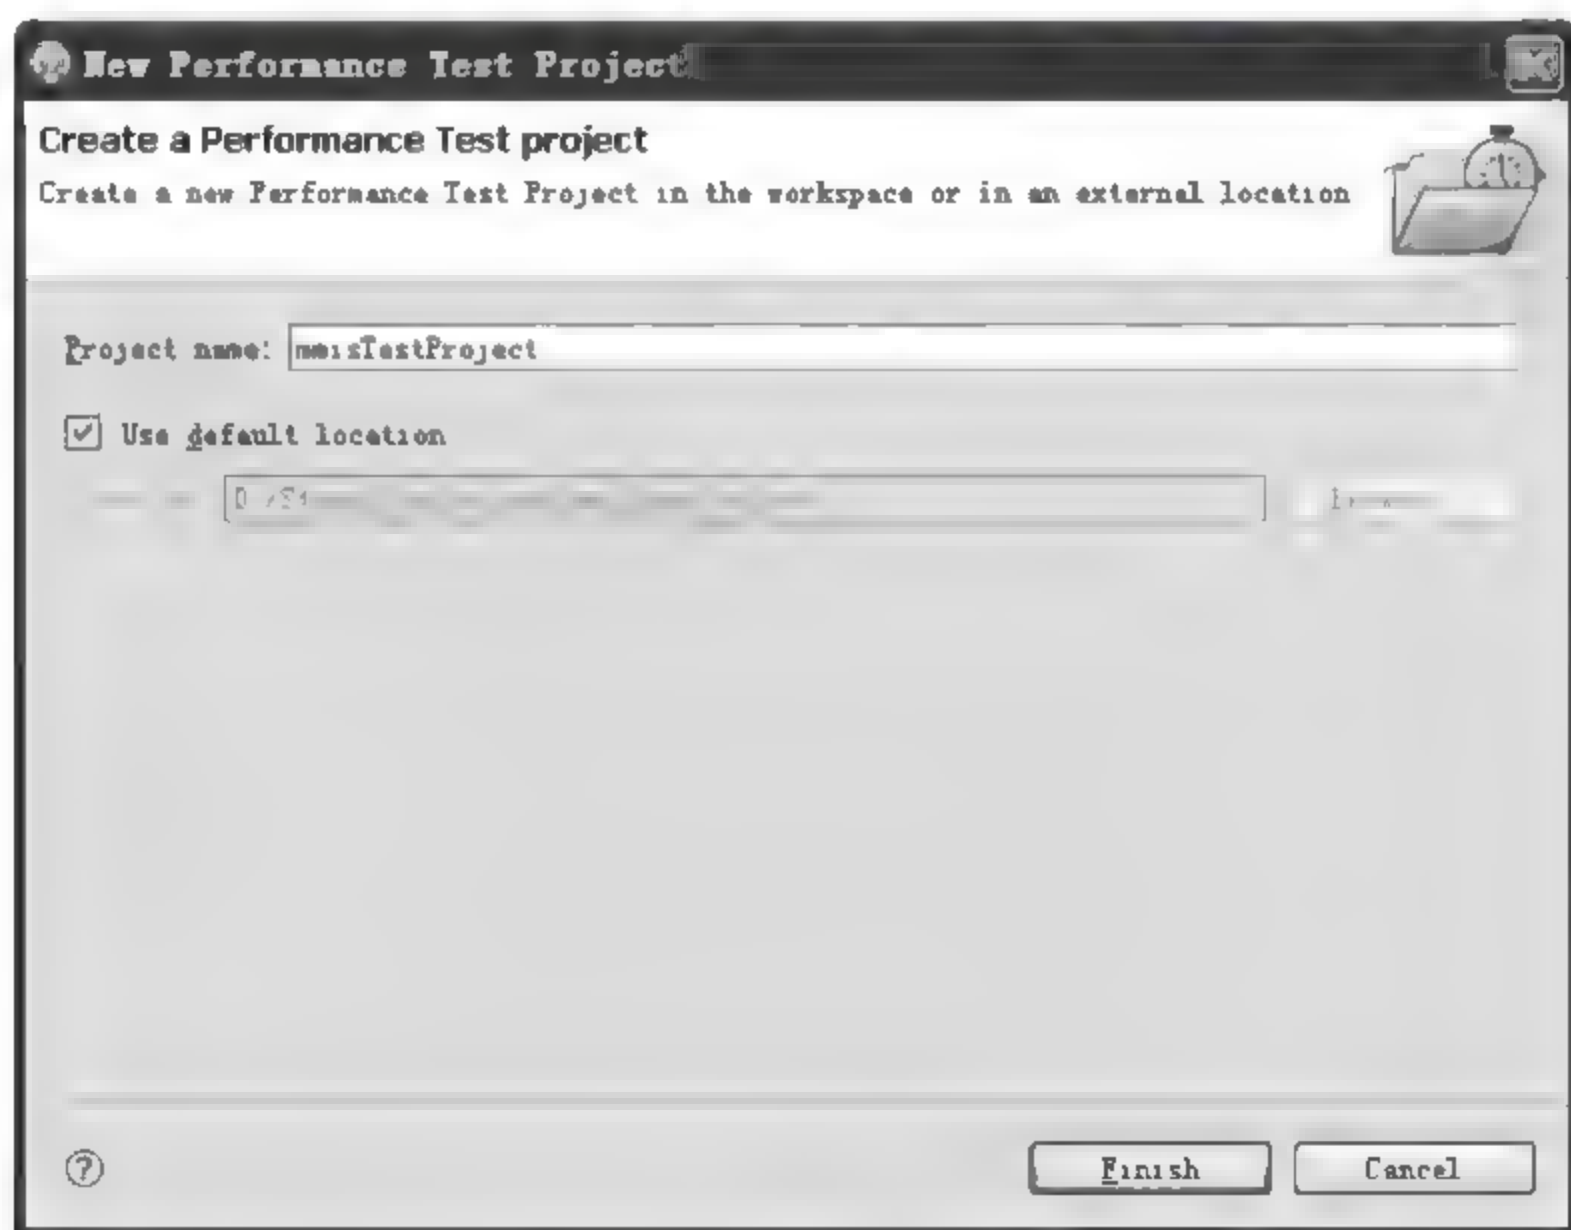 New Performance Test Project
Create a Performance Test project
Create a new Performance Test Project in the workspace or in an external location
Project name: mmisTestProject
Use default location
Finish
Cancel